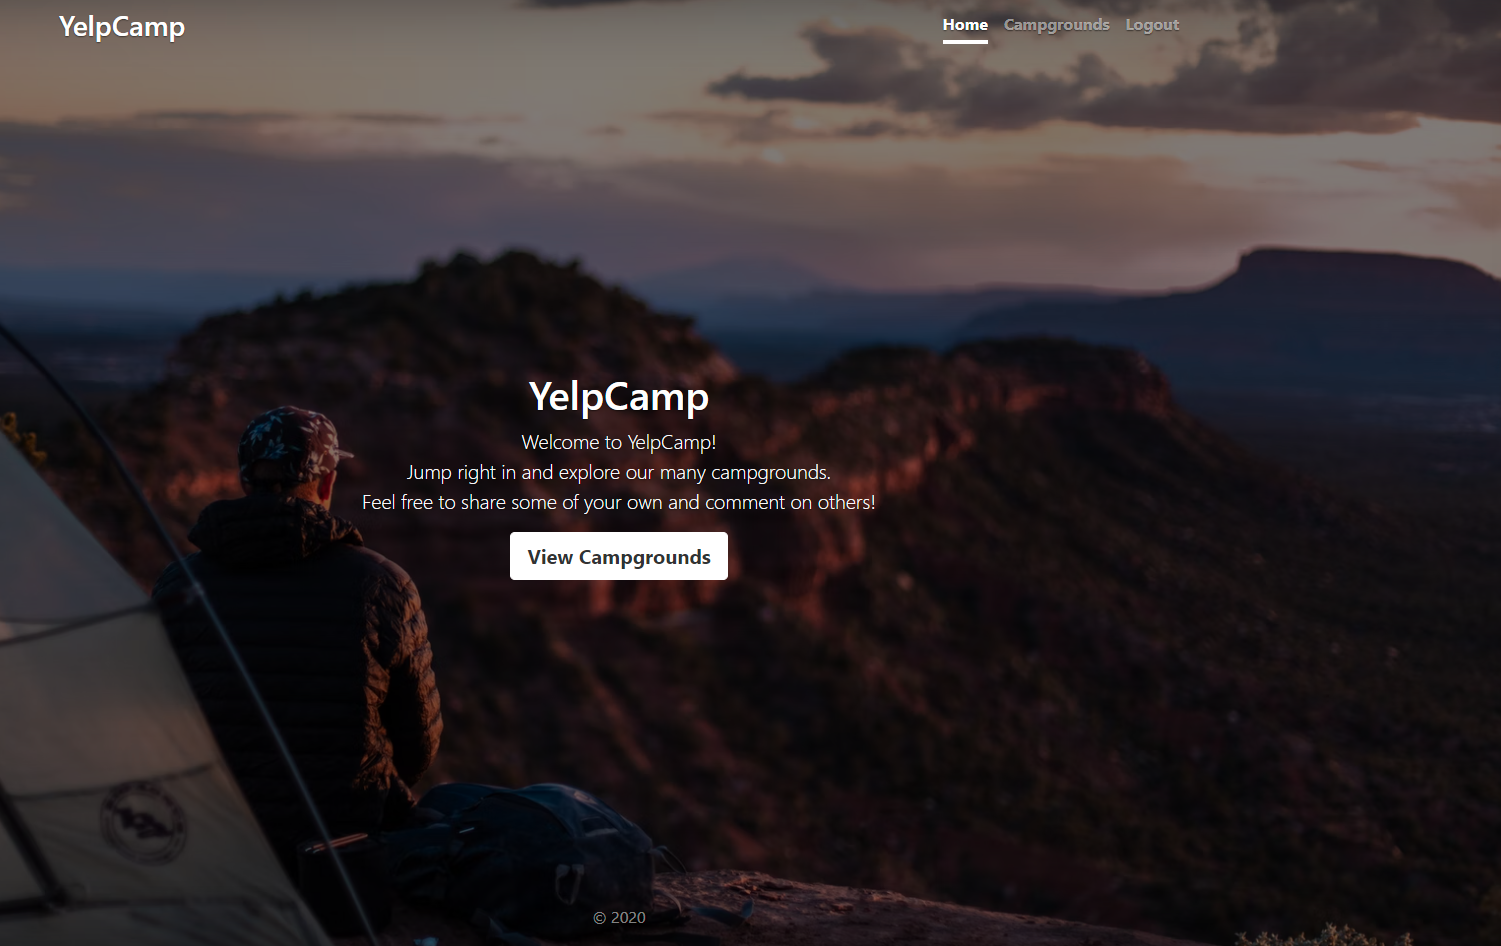 YelpCamp
Home Campgrounds Logout
YelpCamp
Welcome to YelpCamp!
Jump right in and explore our many campgrounds.
Feel free to share some of your own and comment on others!
View Campgrounds
© 2020